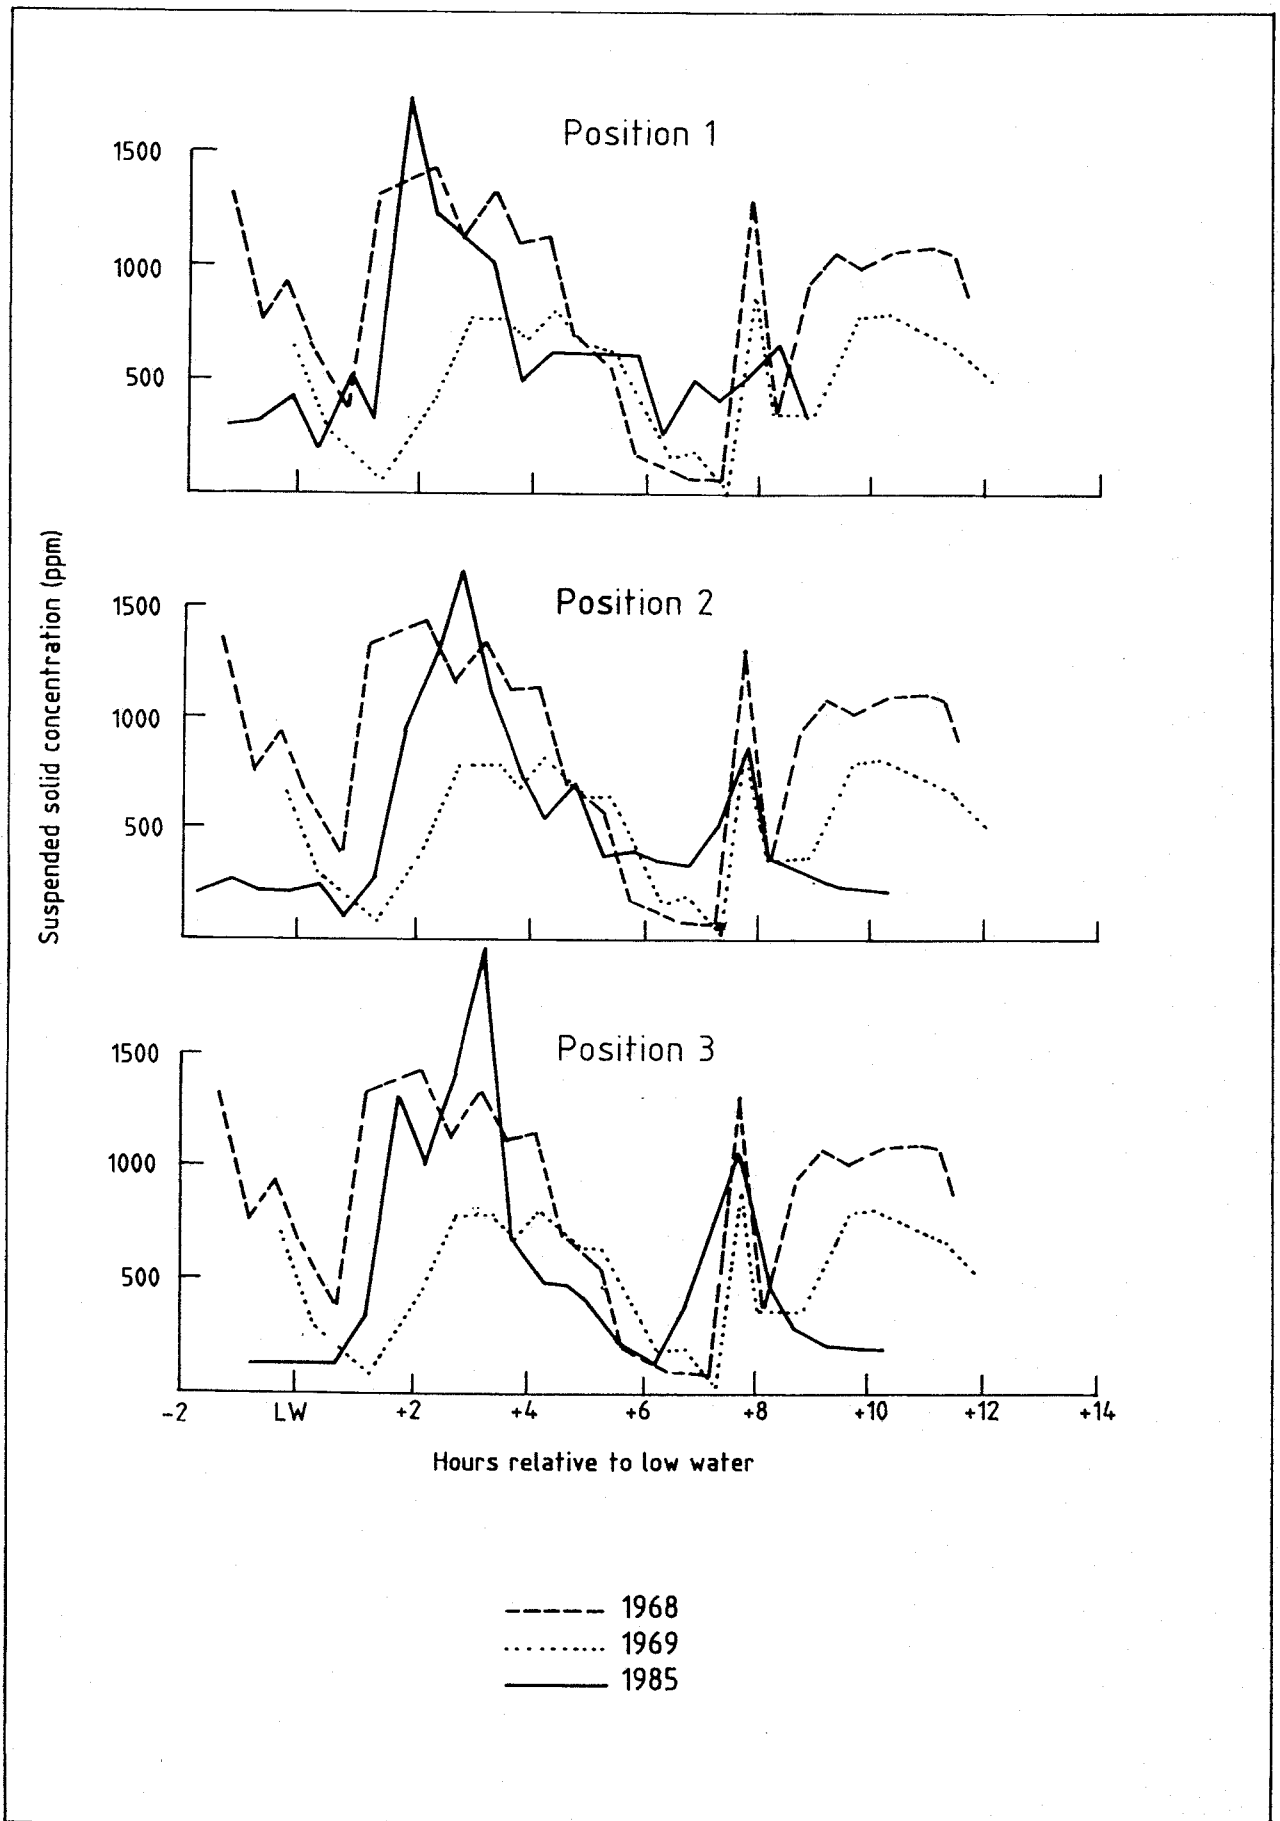 Position 1
1500
1000
500
Position 2
1500
1000
500
Suspended solid concentration (ppm)
Position 3
1500
1000
500
-2 LW +2 +4 +6 +8 +10 +12 +14
Hours relative to low water
1968
1969
1985